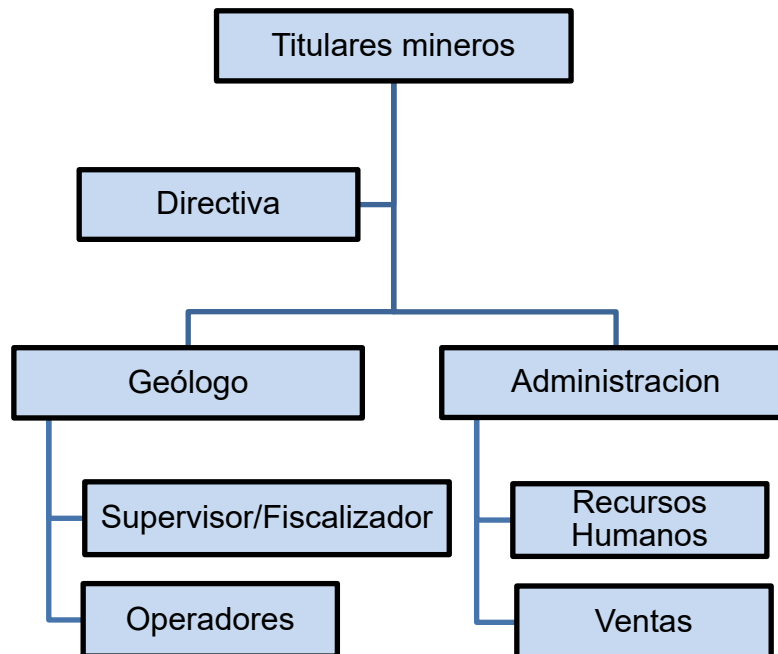 Titulares mineros
Directiva
Geólogo
Administracion
Supervisor/Fiscalizador
Recursos
Humanos
Operadores
Ventas